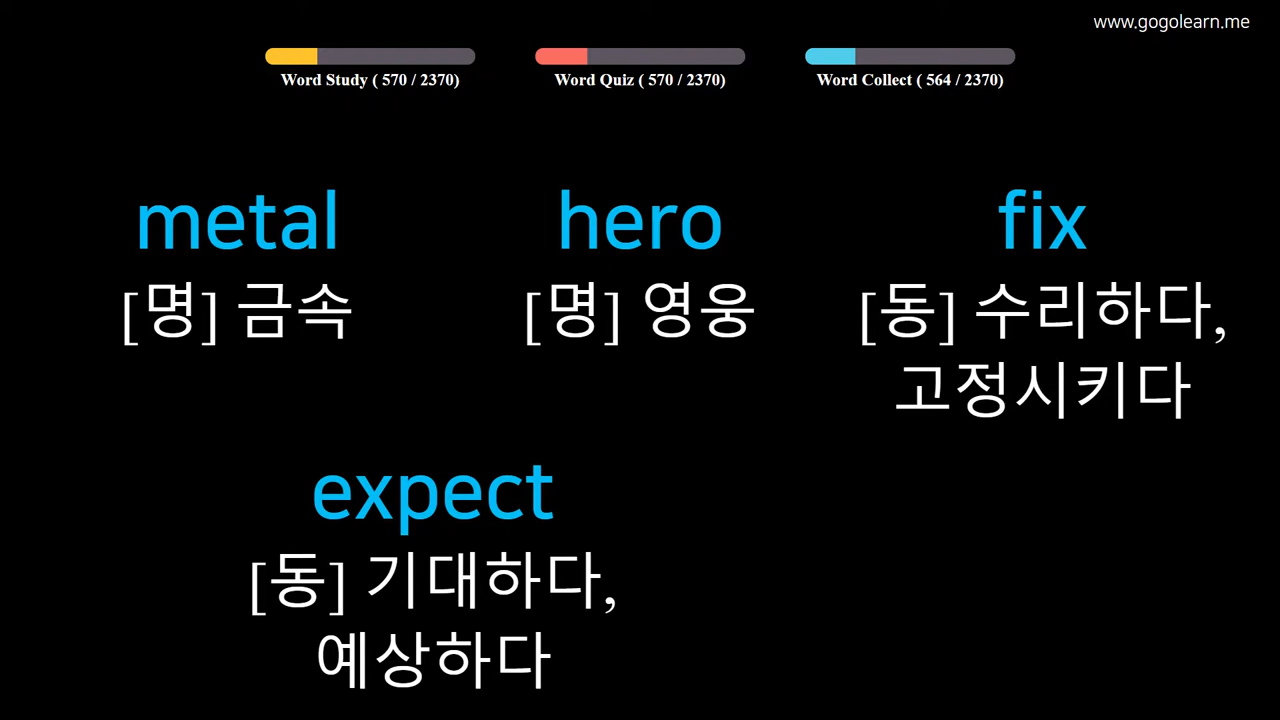 www.gogolearn.me
Word Study ( 570 / 2370)
Word Quiz ( 570 / 2370)
Word Collect ( 564 / 2370)
metal
[명] 금속
hero
[명] 영웅
fix
[동] 수리하다,
고정시키다
expect
[동] 기대하다,
예상하다